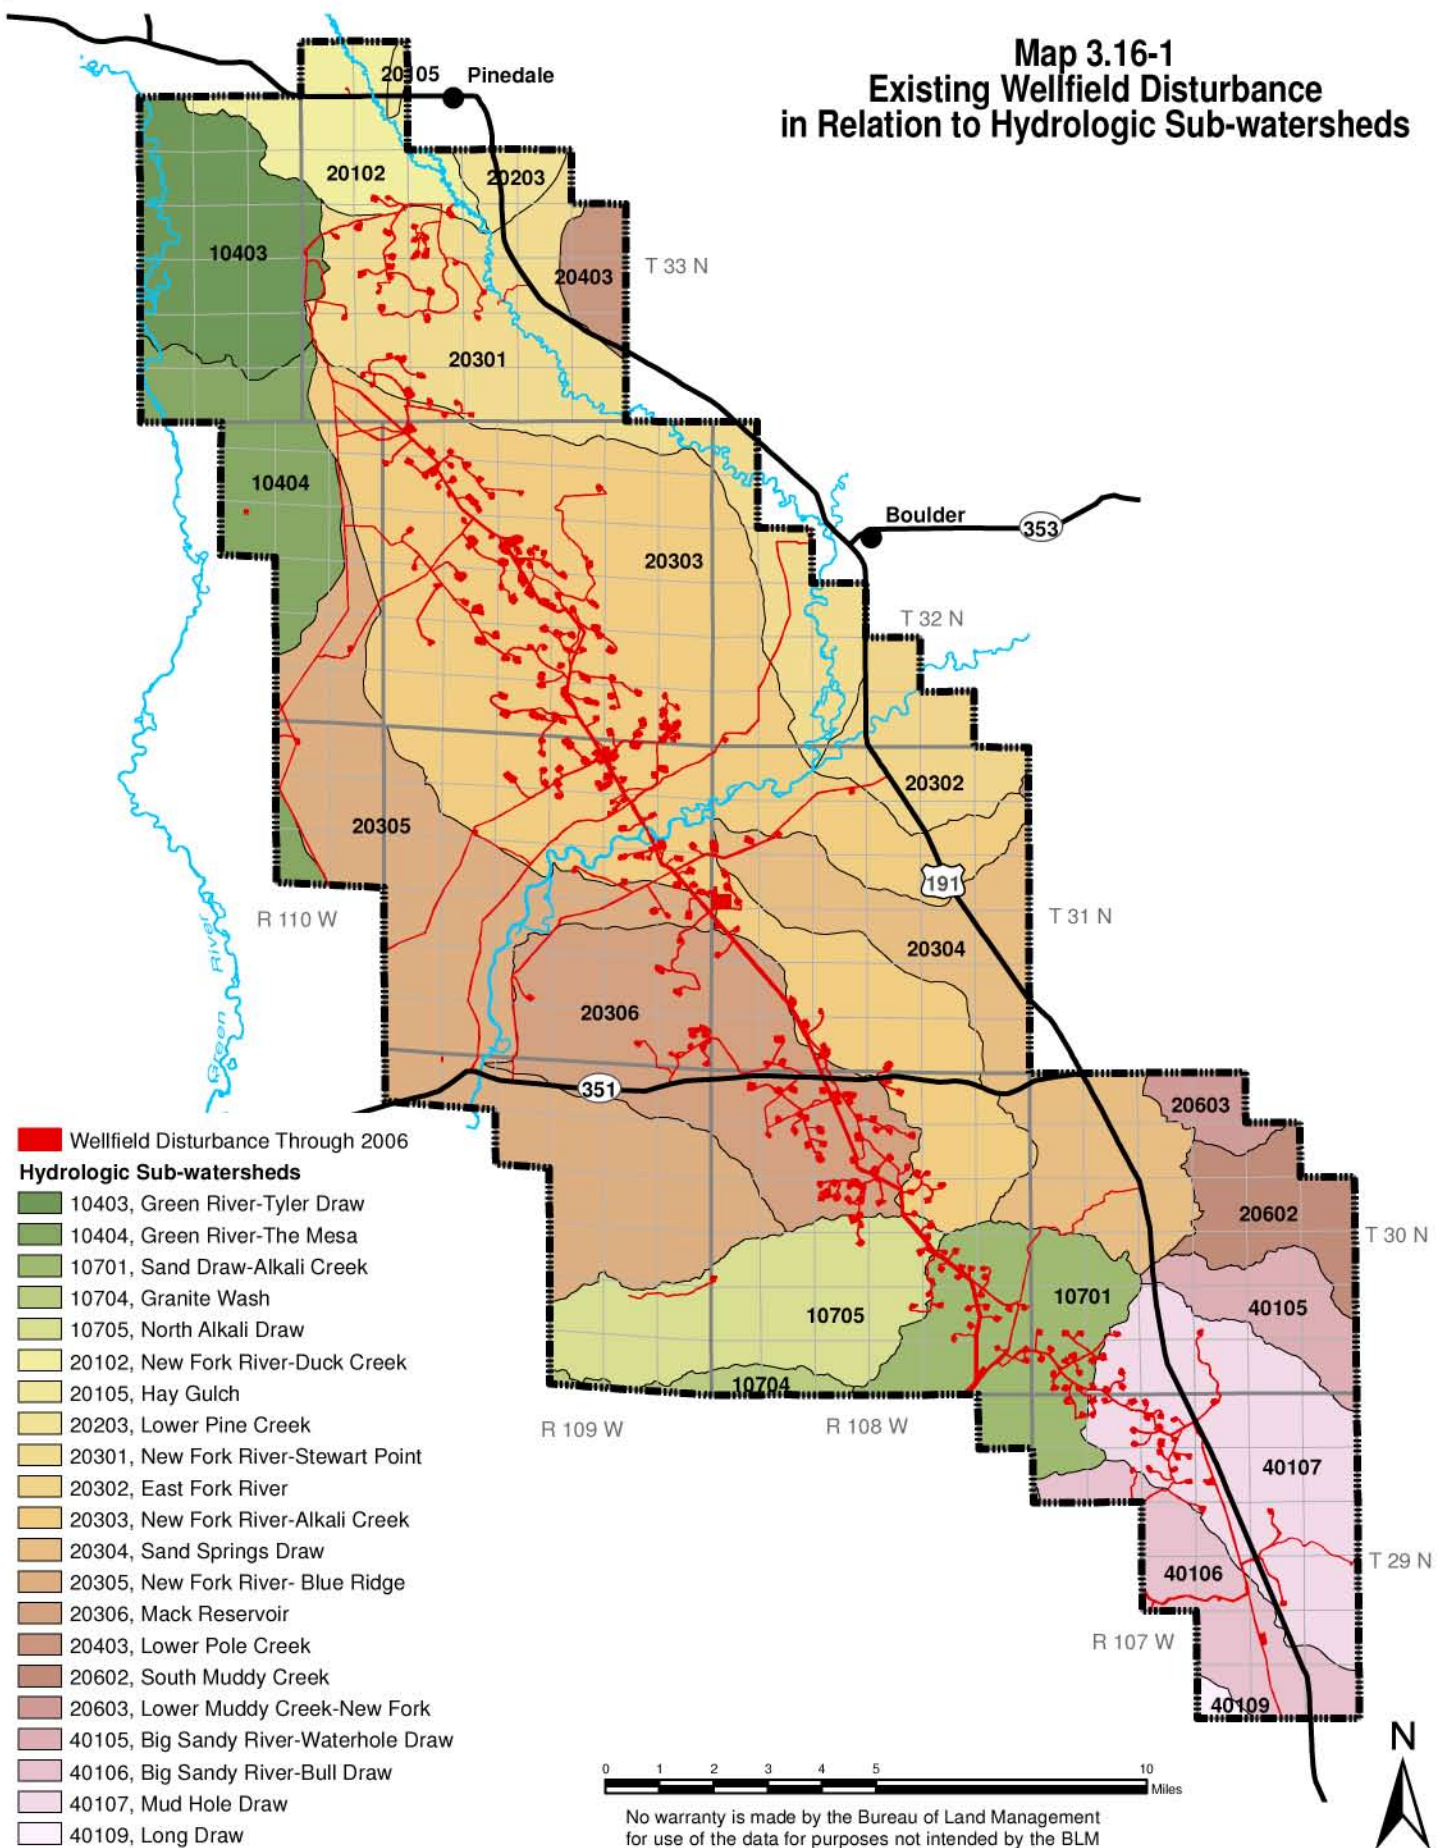 Map 3.16-1
Existing Wellfield Disturbance
in Relation to Hydrologic Sub-watersheds
20105
Pinedale
20102
20203
10403
20403
T 33 N
20301
10404
Boulder
353
20303
T 32 N
20302
20305
191
R 110 W
T 31 N
20304
Green River
20306
351
20603
20602
T 30 N
10701
40105
10705
10704
R 109 W
R 108 W
40107
T 29 N
40106
R 107 W
40109
Wellfield Disturbance Through 2006
Hydrologic Sub-watersheds
10403, Green River-Tyler Draw
10404, Green River-The Mesa
10701, Sand Draw-Alkali Creek
10704, Granite Wash
10705, North Alkali Draw
20102, New Fork River-Duck Creek
20105, Hay Gulch
20203, Lower Pine Creek
20301, New Fork River-Stewart Point
20302, East Fork River
20303, New Fork River-Alkali Creek
20304, Sand Springs Draw
20305, New Fork River- Blue Ridge
20306, Mack Reservoir
20403, Lower Pole Creek
20602, South Muddy Creek
20603, Lower Muddy Creek-New Fork
40105, Big Sandy River-Waterhole Draw
40106, Big Sandy River-Bull Draw
40107, Mud Hole Draw
40109, Long Draw
N
0 1 2 3 4 5 10
Miles
No warranty is made by the Bureau of Land Management
for use of the data for purposes not intended by the BLM